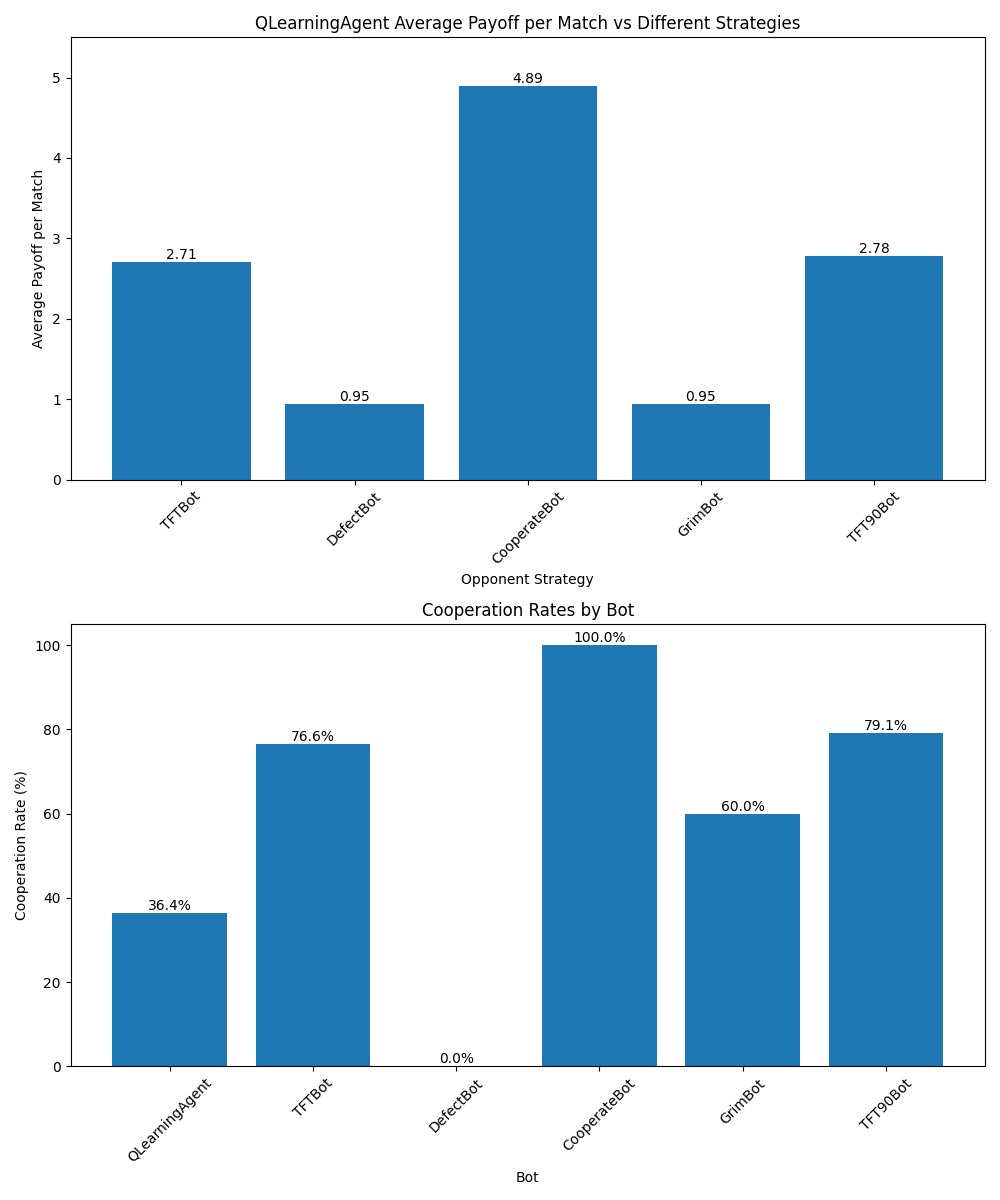 QLearningAgent Average Payoff per Match vs Different Strategies
Average Payoff per Match
5
4
3
2
1
0
2.71
0.95
4.89
0.95
2.78
TFTBot
DefectBot
CooperateBot
GrimBot
TFT90Bot
Opponent Strategy
Cooperation Rates by Bot
Cooperation Rate (%)
100
80
60
40
20
0
36.4%
76.6%
0.0%
100.0%
60.0%
79.1%
QLearningAgent
TFTBot
DefectBot
CooperateBot
GrimBot
TFT90Bot
Bot